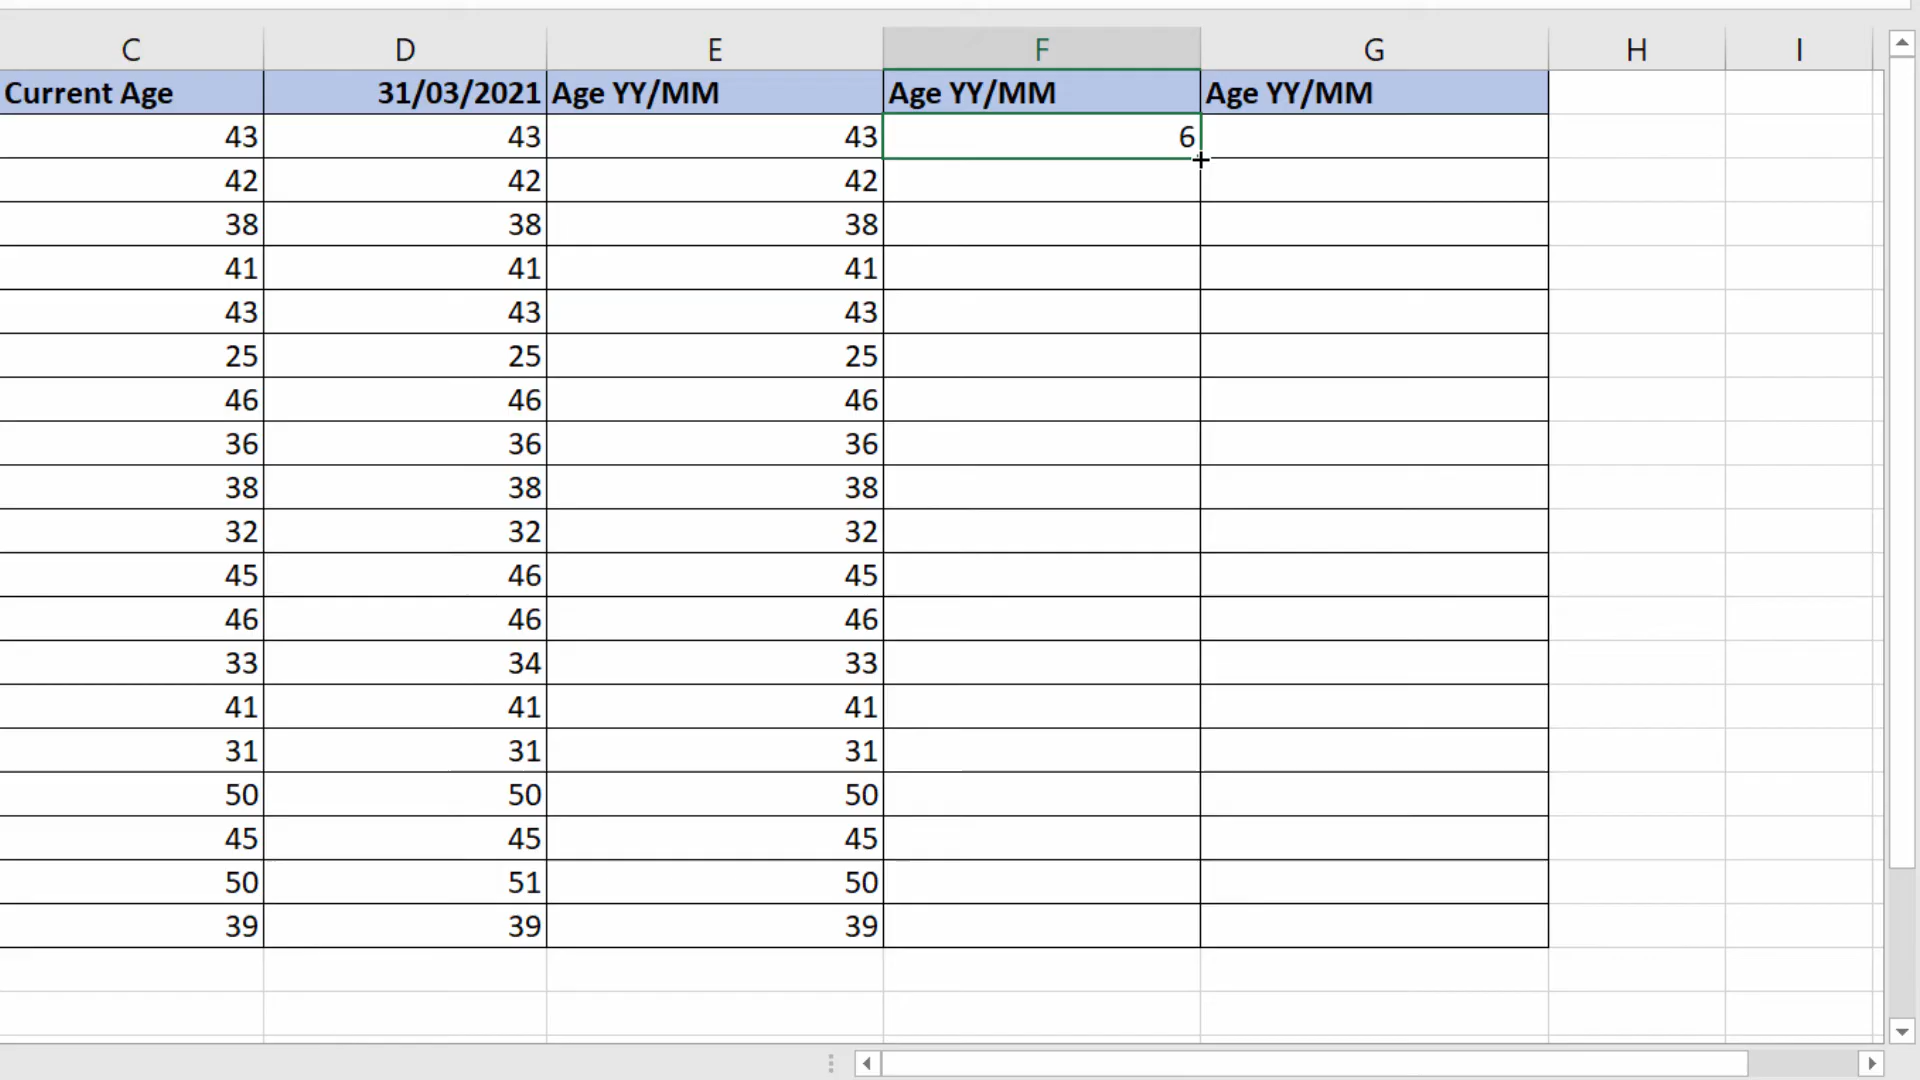 C D E F G H I
Current Age 31/03/2021 Age YY/MM Age YY/MM Age YY/MM
43 43 43 6
42 42 42
38 38 38
41 41 41
43 43 43
25 25 25
46 46 46
36 36 36
38 38 38
32 32 32
45 46 45
46 46 46
33 34 33
41 41 41
31 31 31
50 50 50
45 45 45
50 51 50
39 39 39